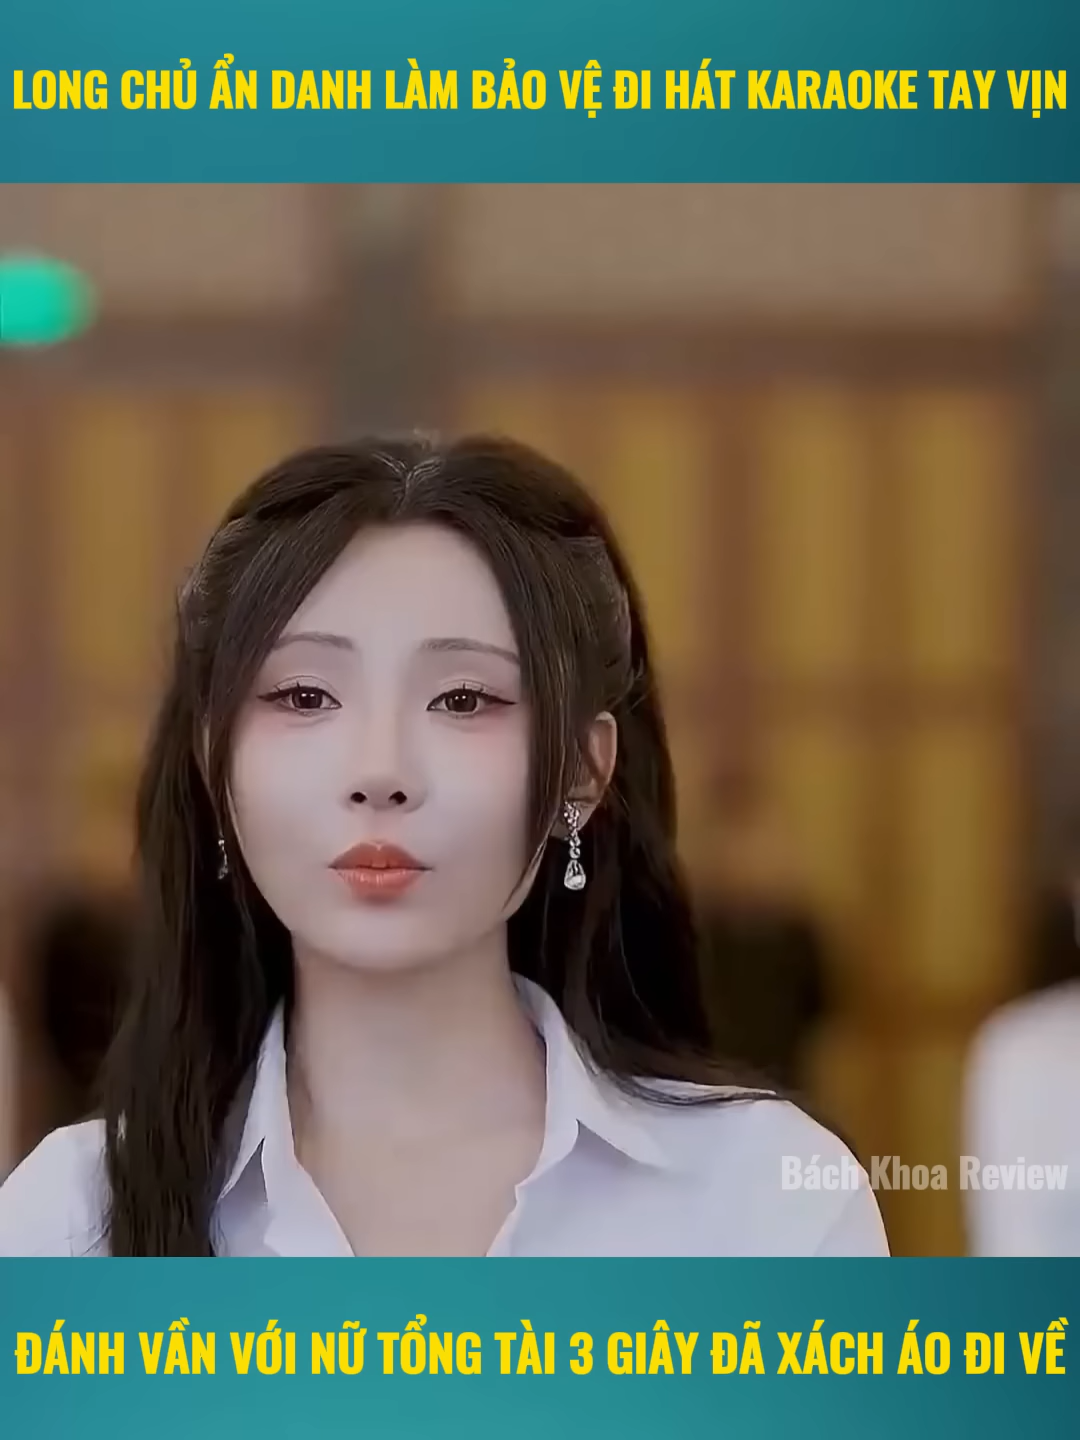 LONG CHỦ ẨN DANH LÀM BẢO VỆ ĐI HÁT KARAOKE TAY VỊN
Bách Khoa Review
ĐÁNH VẦN VỚI NỮ TỔNG TÀI 3 GIÂY ĐÃ XÁCH ÁO ĐI VỀ